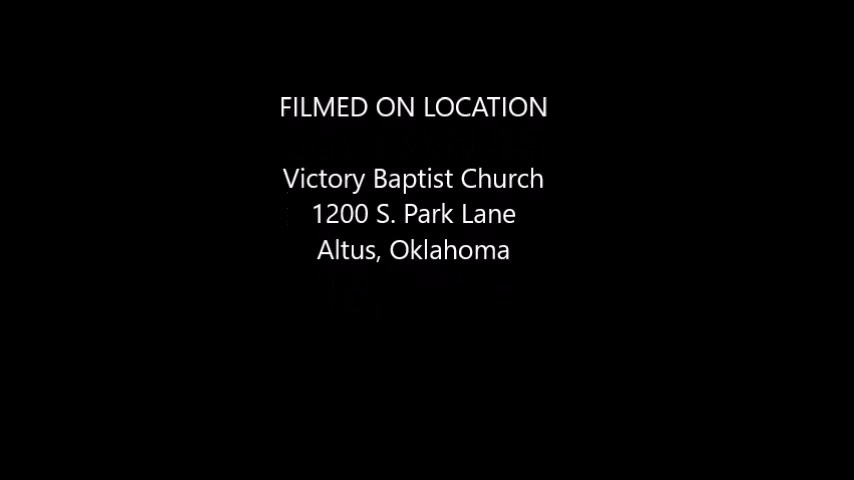 FILMED ON LOCATION
Victory Baptist Church
1200 S. Park Lane
Altus, Oklahoma